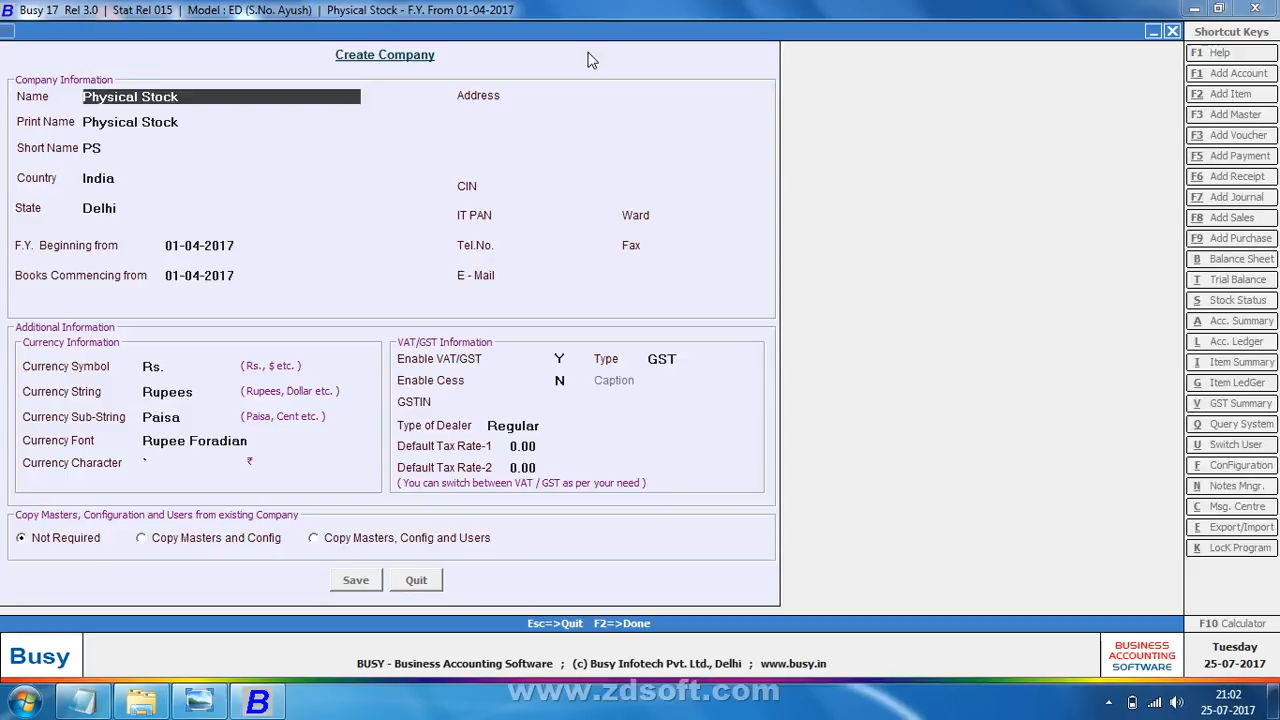 Busy 17 Rel 3.0 | Stat Rel 015 | Model : ED (S.No. Ayush) | Physical Stock - F.Y. From 01-04-2017
Create Company
Company Information
Name Physical Stock
Print Name Physical Stock
Short Name PS
Country India
State Delhi
F.Y. Beginning from 01-04-2017
Books Commencing from 01-04-2017
Address
CIN
IT PAN Ward
Tel.No. Fax
E - Mail
Additional Information
Currency Information
Currency Symbol Rs. (Rs., $ etc.)
Currency String Rupees (Rupees, Dollar etc.)
Currency Sub-String Paisa (Paisa, Cent etc.)
Currency Font Rupee Foradian
Currency Character ` ₹
VAT/GST Information
Enable VAT/GST Y Type GST
Enable Cess N Caption
GSTIN
Type of Dealer Regular
Default Tax Rate-1 0.00
Default Tax Rate-2 0.00
(You can switch between VAT / GST as per your need)
Copy Masters, Configuration and Users from existing Company
Not Required Copy Masters and Config Copy Masters, Config and Users
Save Quit
Esc=>Quit F2=>Done
Shortcut Keys
F1 Help
F1 Add Account
F2 Add Item
F3 Add Master
F3 Add Voucher
F5 Add Payment
F6 Add Receipt
F7 Add Journal
F8 Add Sales
F9 Add Purchase
B Balance Sheet
T Trial Balance
S Stock Status
A Acc. Summary
L Acc. Ledger
I Item Summary
G Item LedGer
V GST Summary
Q Query System
U Switch User
F ConFiguration
N Notes Mngr.
C Msg. Centre
E Export/Import
K LocK Program
F10 Calculator
Busy
BUSY - Business Accounting Software ; (c) Busy Infotech Pvt. Ltd., Delhi ; www.busy.in
BUSINESS
ACCOUNTING
SOFTWARE
Tuesday
25-07-2017
www.zdsoft.com
21:02
25-07-2017